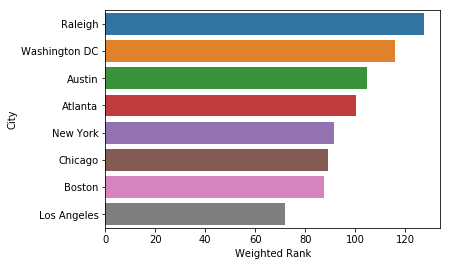 Raleigh
Washington DC
Austin
Atlanta
New York
Chicago
Boston
Los Angeles
City
0 20 40 60 80 100 120
Weighted Rank